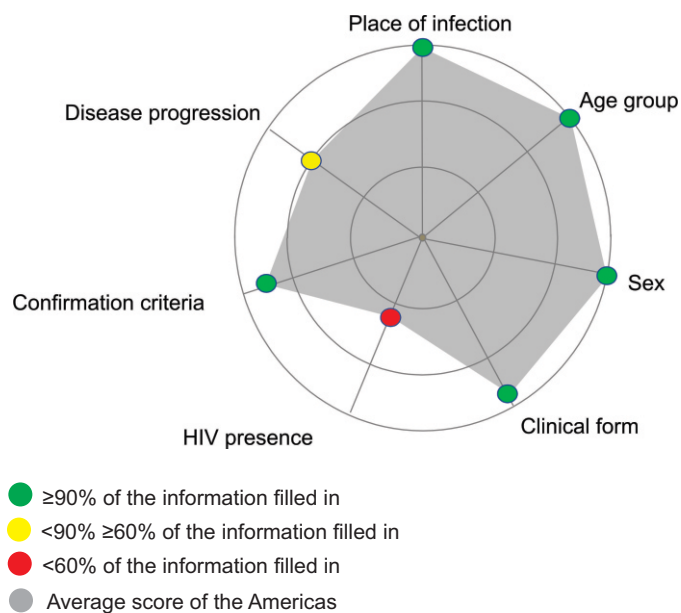 Place of infection
Age group
Disease progression
Sex
Confirmation criteria
Clinical form
HIV presence
≥90% of the information filled in
<90% ≥60% of the information filled in
<60% of the information filled in
Average score of the Americas